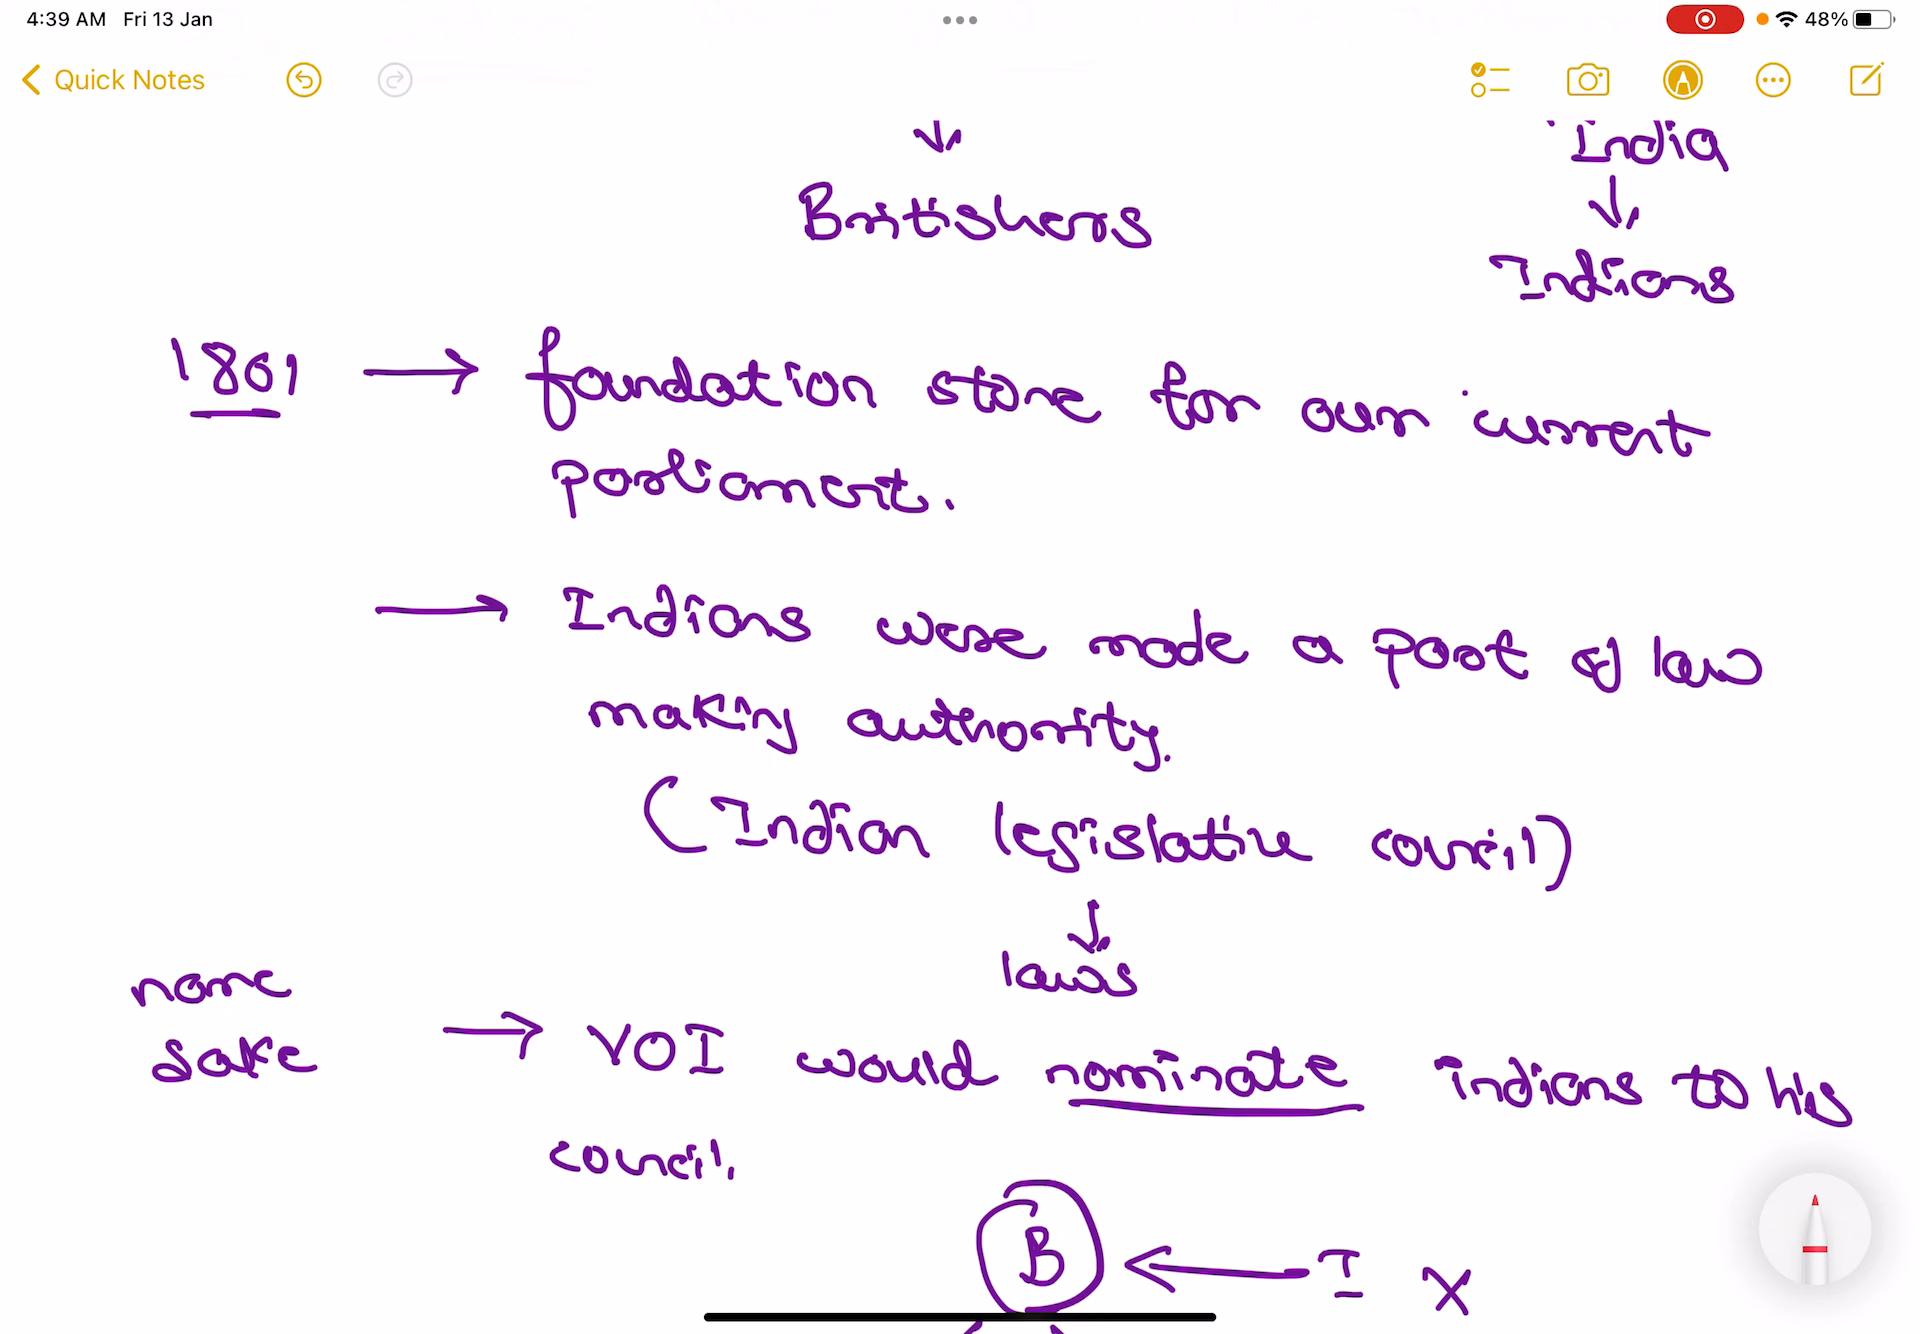 4:39 AM Fri 13 Jan
48%
Quick Notes
India
Britishers
Indians
1861 → foundation stone for our current
parliament.
→ Indians were made a part of law
making authority.
(Indian legislative council)
↓
laws
name
sake → VOI would nominate indians to his
council.
B ← I X